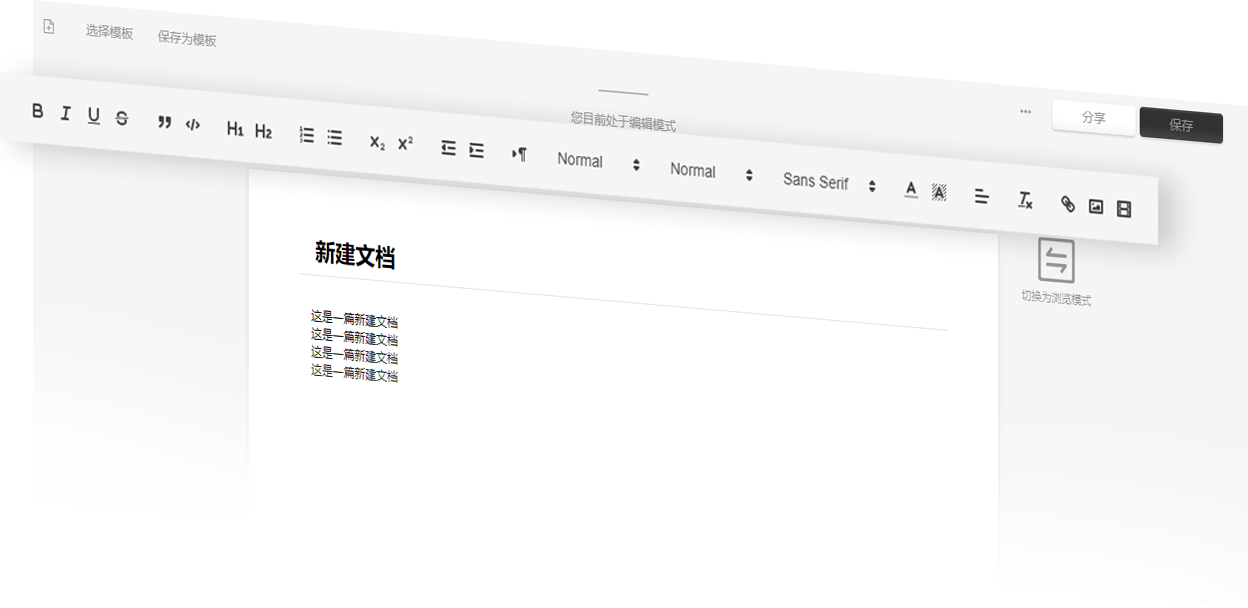 选择模板 保存为模板
您目前处于编辑模式
分享 保存
B I U S ❞ </> H1 H2 X2 X² ¶ Normal Normal Sans Serif A A Tx
新建文档
切换为浏览模式
这是一篇新建文档
这是一篇新建文档
这是一篇新建文档
这是一篇新建文档